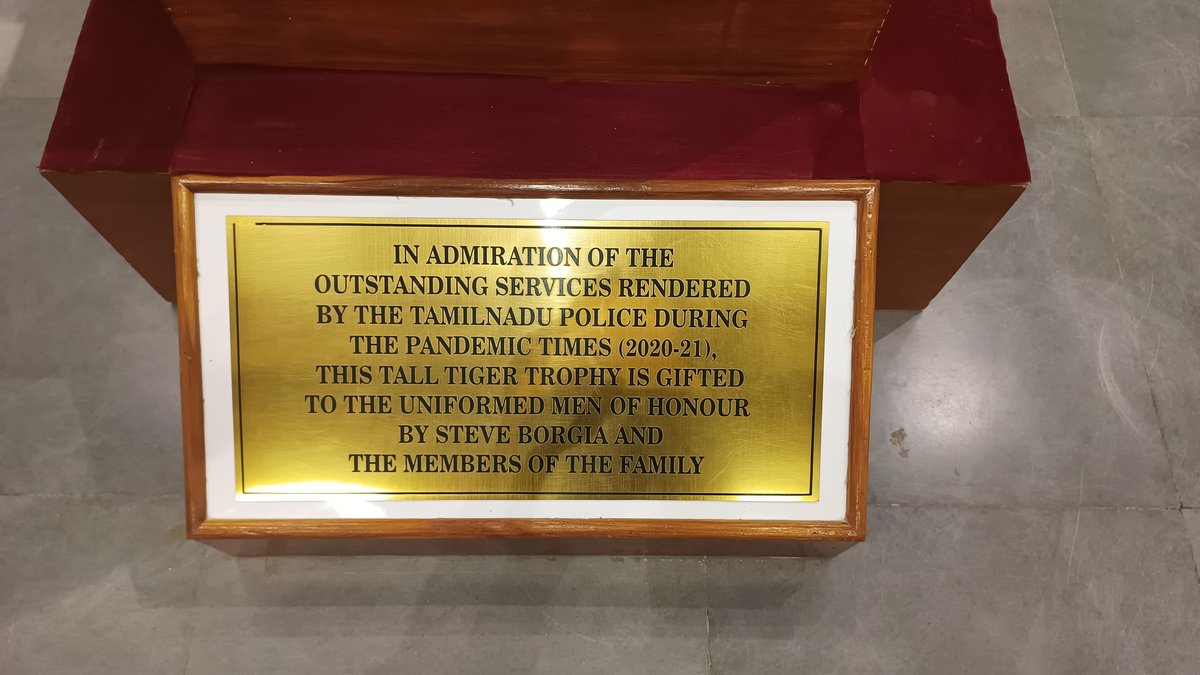 IN ADMIRATION OF THE
OUTSTANDING SERVICES RENDERED
BY THE TAMILNADU POLICE DURING
THE PANDEMIC TIMES (2020-21),
THIS TALL TIGER TROPHY IS GIFTED
TO THE UNIFORMED MEN OF HONOUR
BY STEVE BORGIA AND
THE MEMBERS OF THE FAMILY